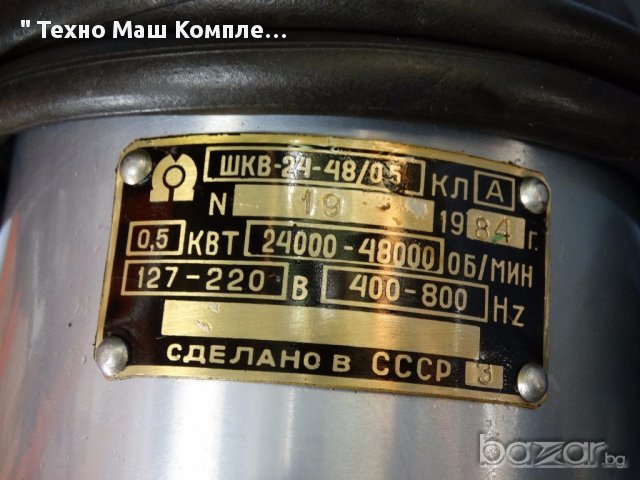 " Техно Маш Компле...
ШКВ-24-48/0,5 КЛ А
N 19 1984 г.
0,5 КВТ 24000-48000 ОБ/МИН
127-220 В 400-800 Hz
СДЕЛАНО В СССР 3
bazar.bg